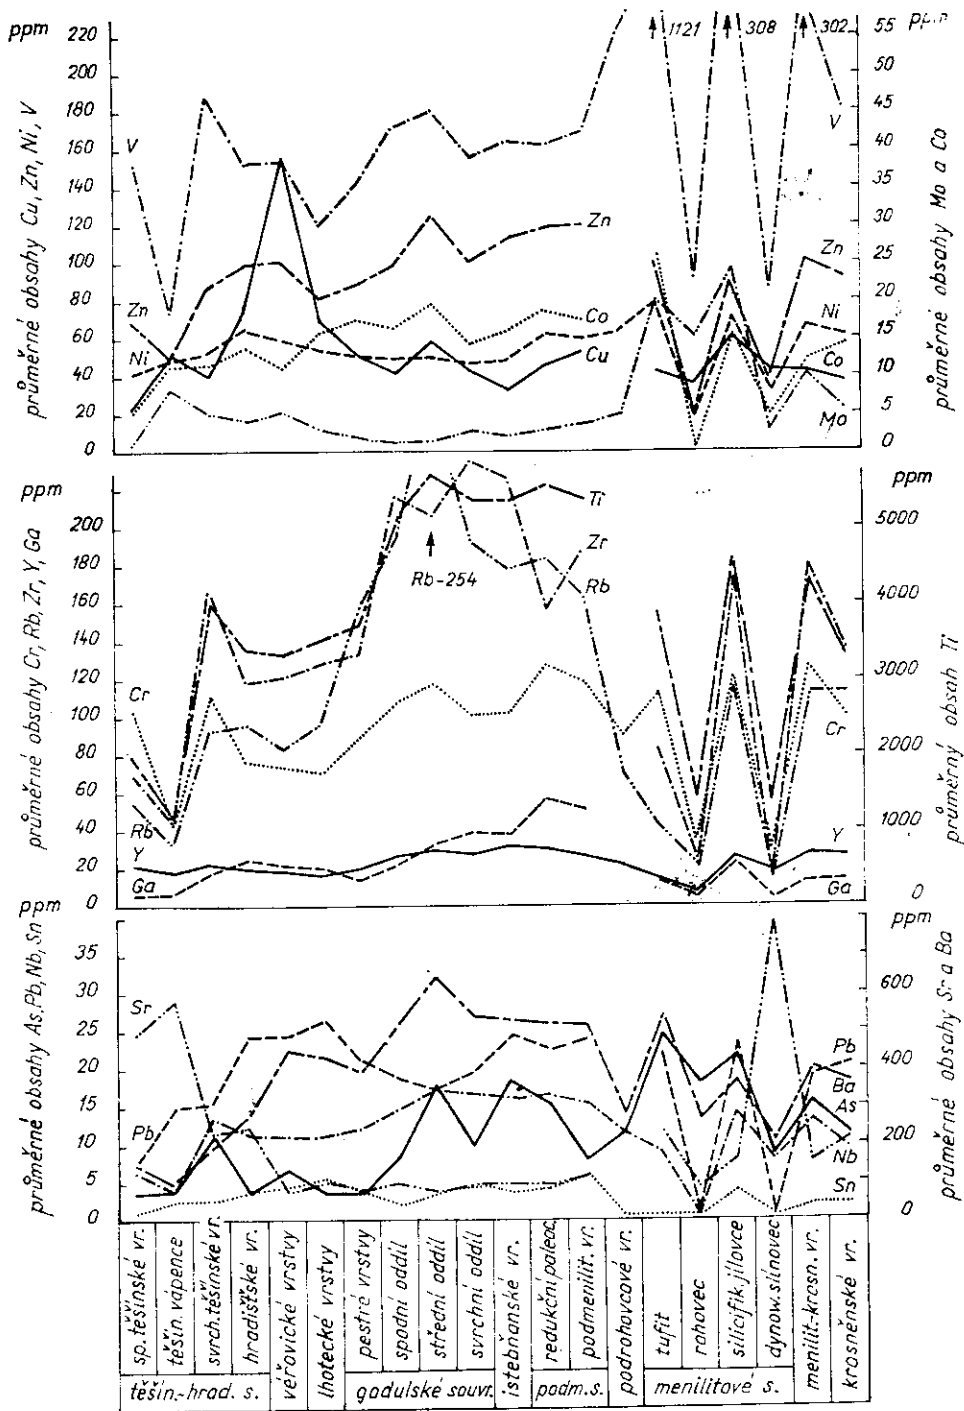 ppm
220
200
180
160
140
120
100
80
60
40
20
0
průměrné obsahy Cu, Zn, Ni, V
V
Zn
Ni
1121
308
302
Zn
Co
Cu
V
Zn
Ni
Co
Mo
55
50
45
40
35
30
25
20
15
10
5
0
průměrné obsahy Mo a Co
ppm
200
180
160
140
120
100
80
60
40
20
0
průměrné obsahy Cr, Rb, Zr, Y, Ga
Cr
Rb
Y
Ga
Rb-254
Ti
Zr
Rb
Cr
Y
Ga
ppm
5000
4000
3000
2000
1000
0
průměrný obsah Ti
ppm
35
30
25
20
15
10
5
0
průměrné obsahy As, Pb, Nb, Sn
Sr
Pb
Pb
Ba
As
Nb
Sn
ppm
600
400
200
0
průměrné obsahy Sr a Ba
sp. těšínské vr.
těšín. vápence
svrch. těšínské vr.
hradišťské vr.
věřovické vrstvy
lhotecké vrstvy
pestré vrstvy
spodní oddíl
střední oddíl
svrchní oddíl
istebňanské vr.
redukční paleoc.
podmenilit. vr.
podrohovcové vr.
tufit
rohovec
silicifik. jílovce
dynow. slínovec
menilit.-krosn. vr.
krosněnské vr.
těšín.-hrad. s.
godulské souvr.
podm. s.
menilitové s.